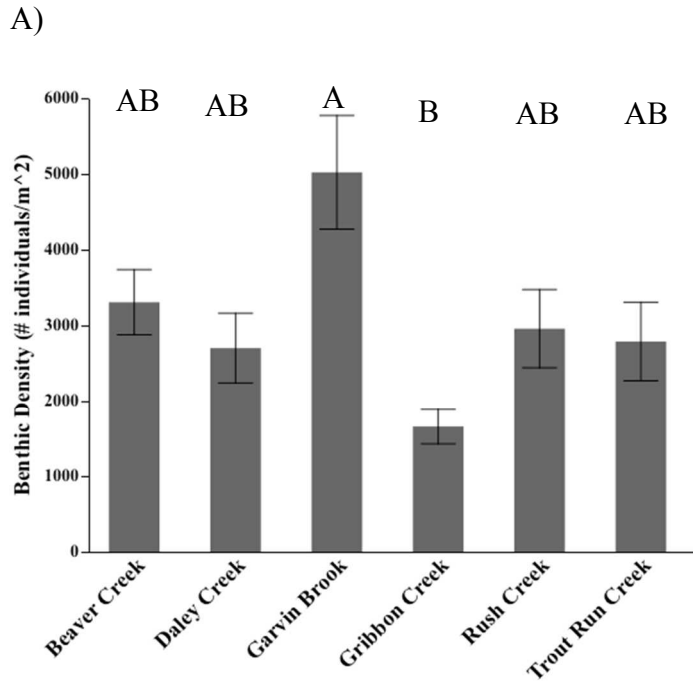 A)
AB AB A B AB AB
6000
5000
4000
3000
2000
1000
0
Benthic Density (# individuals/m^2)
Beaver Creek
Daley Creek
Garvin Brook
Gribbon Creek
Rush Creek
Trout Run Creek